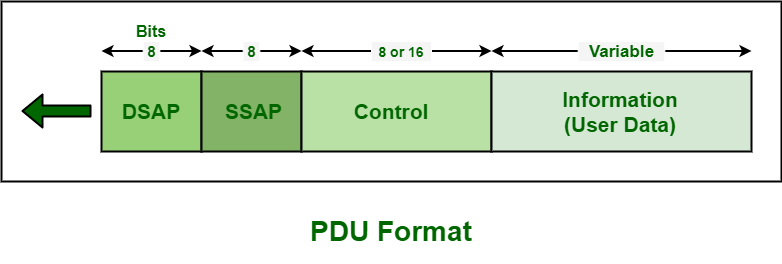 Bits
8
8
8 or 16
Variable
DSAP
SSAP
Control
Information
(User Data)
PDU Format